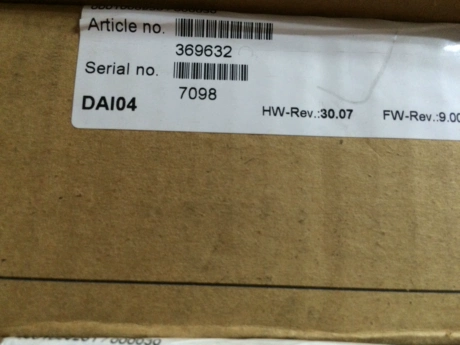 Article no.
369632
Serial no.
7098
DAI04 HW-Rev.:30.07 FW-Rev.:9.00